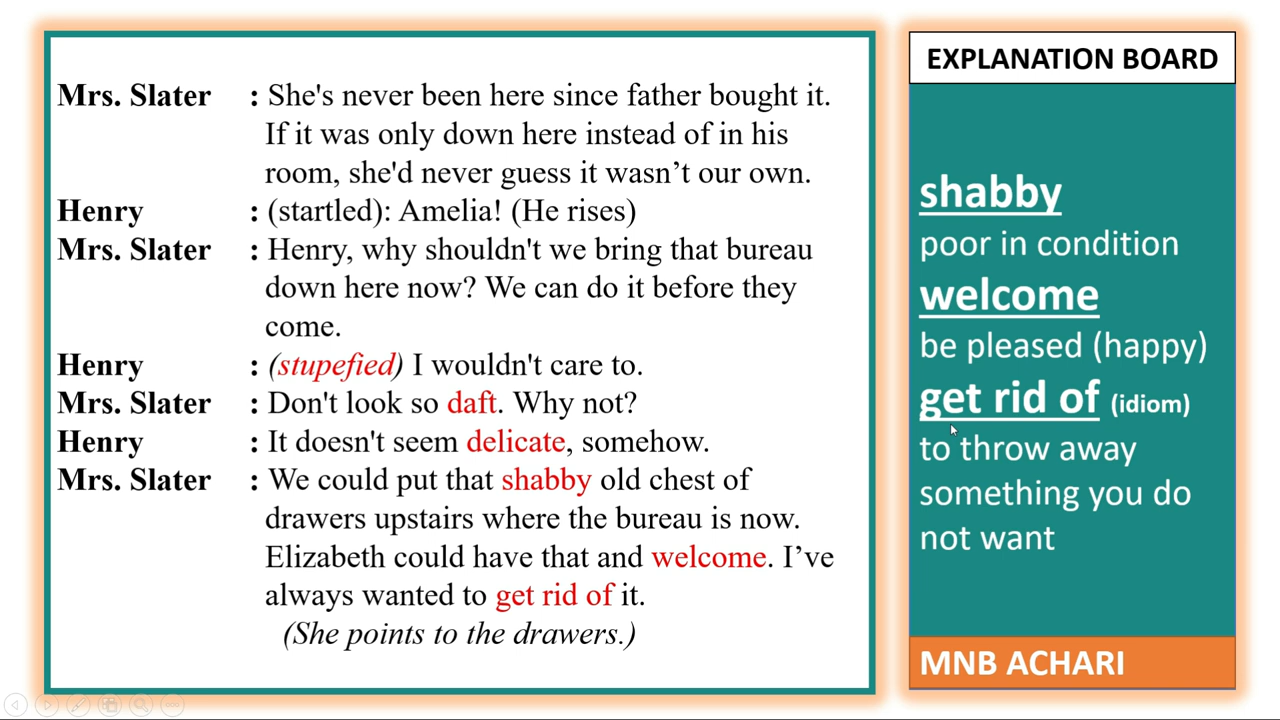 Mrs. Slater : She's never been here since father bought it.
If it was only down here instead of in his
room, she'd never guess it wasn’t our own.
Henry : (startled): Amelia! (He rises)
Mrs. Slater : Henry, why shouldn't we bring that bureau
down here now? We can do it before they
come.
Henry : (stupefied) I wouldn't care to.
Mrs. Slater : Don't look so daft. Why not?
Henry : It doesn't seem delicate, somehow.
Mrs. Slater : We could put that shabby old chest of
drawers upstairs where the bureau is now.
Elizabeth could have that and welcome. I’ve
always wanted to get rid of it.
(She points to the drawers.)
EXPLANATION BOARD
shabby
poor in condition
welcome
be pleased (happy)
get rid of (idiom)
to throw away
something you do
not want
MNB ACHARI